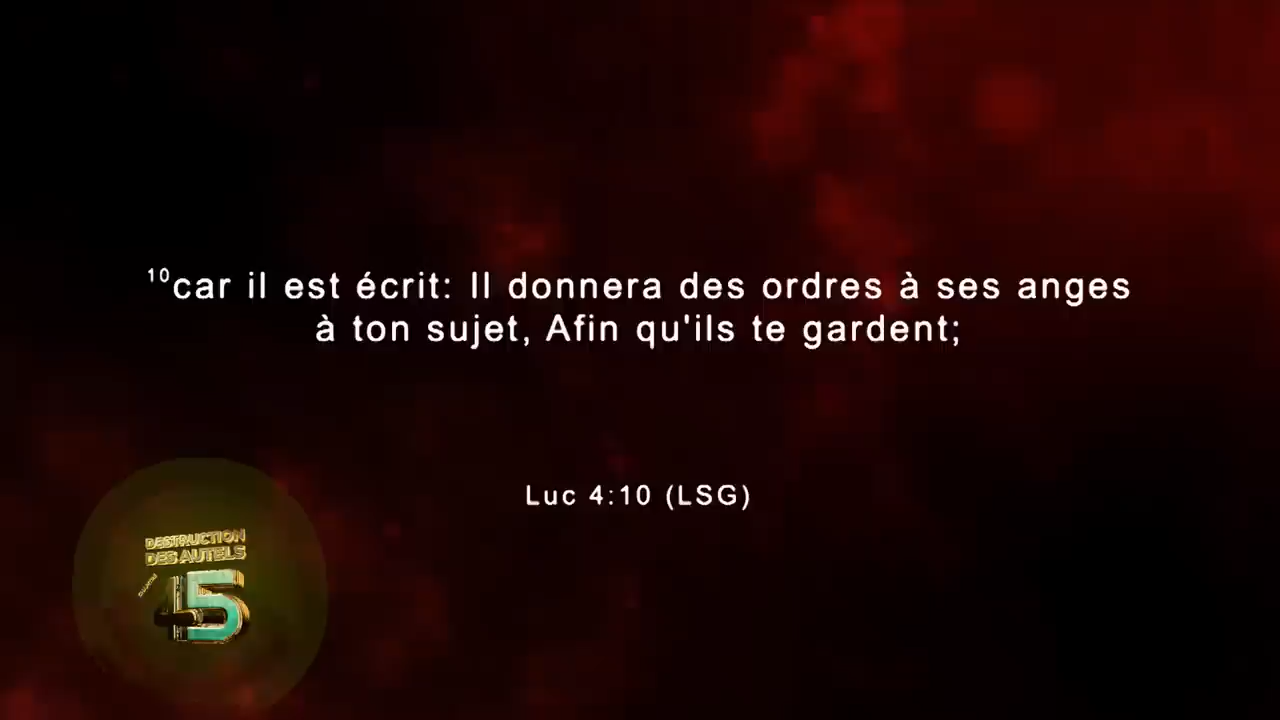 ¹⁰car il est écrit: Il donnera des ordres à ses anges
à ton sujet, Afin qu'ils te gardent;
Luc 4:10 (LSG)
DESTRUCTION
DES AUTELS
45